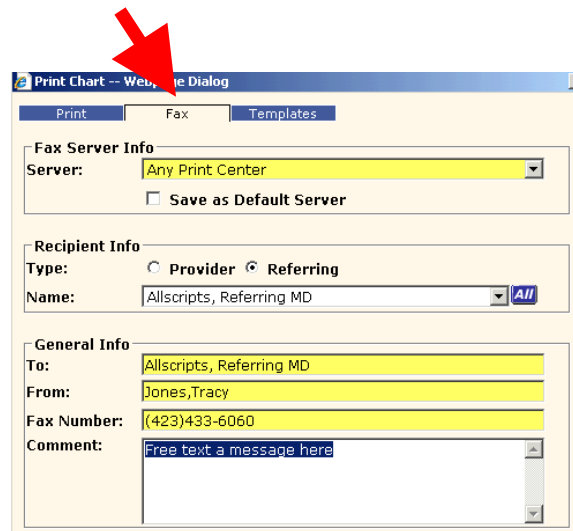 Print Chart -- Webpage Dialog
Print Fax Templates
Fax Server Info
Server: Any Print Center
Save as Default Server
Recipient Info
Type: Provider Referring
Name: Allscripts, Referring MD All
General Info
To: Allscripts, Referring MD
From: Jones,Tracy
Fax Number: (423)433-6060
Comment: Free text a message here